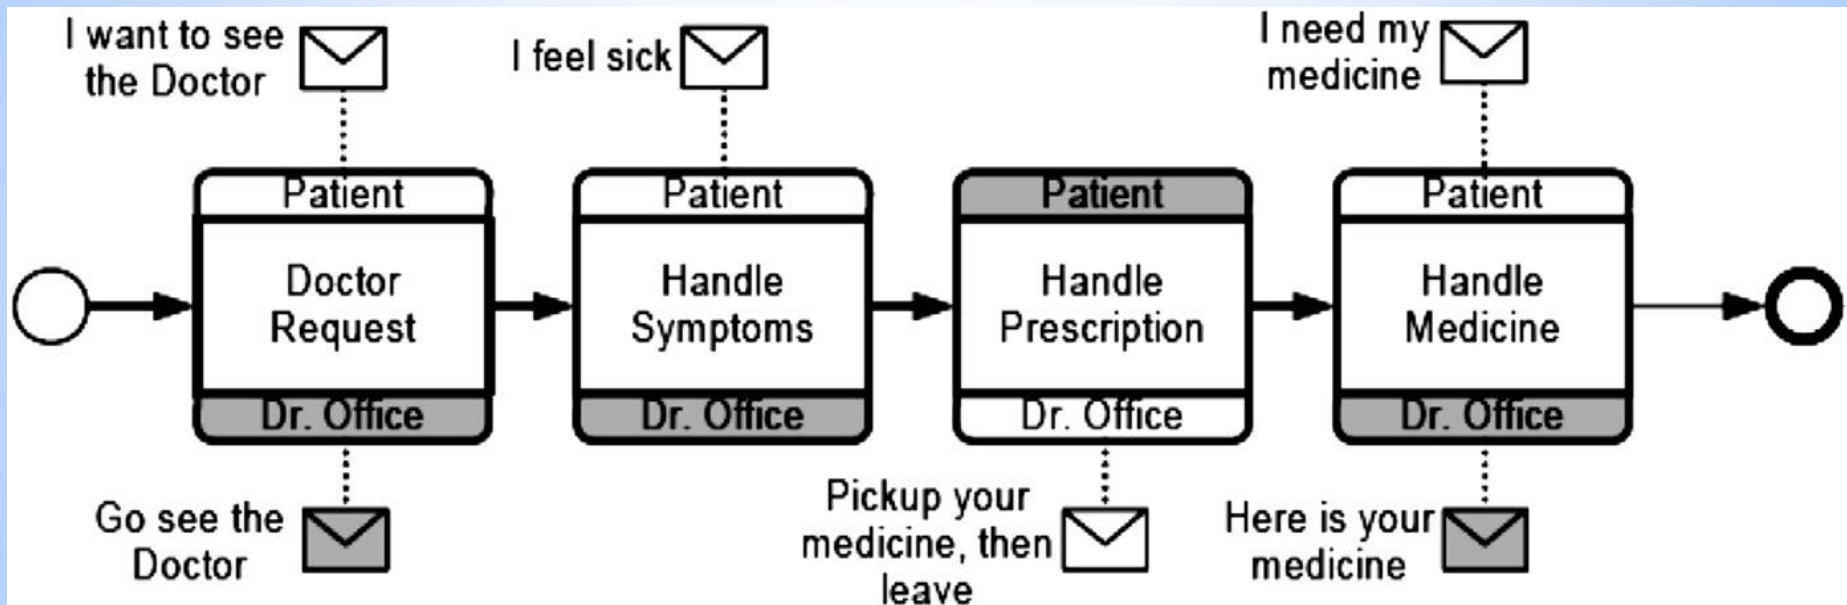 I want to see
the Doctor
I feel sick
I need my
medicine
Patient
Doctor
Request
Dr. Office
Patient
Handle
Symptoms
Dr. Office
Patient
Handle
Prescription
Dr. Office
Patient
Handle
Medicine
Dr. Office
Go see the
Doctor
Pickup your
medicine, then
leave
Here is your
medicine